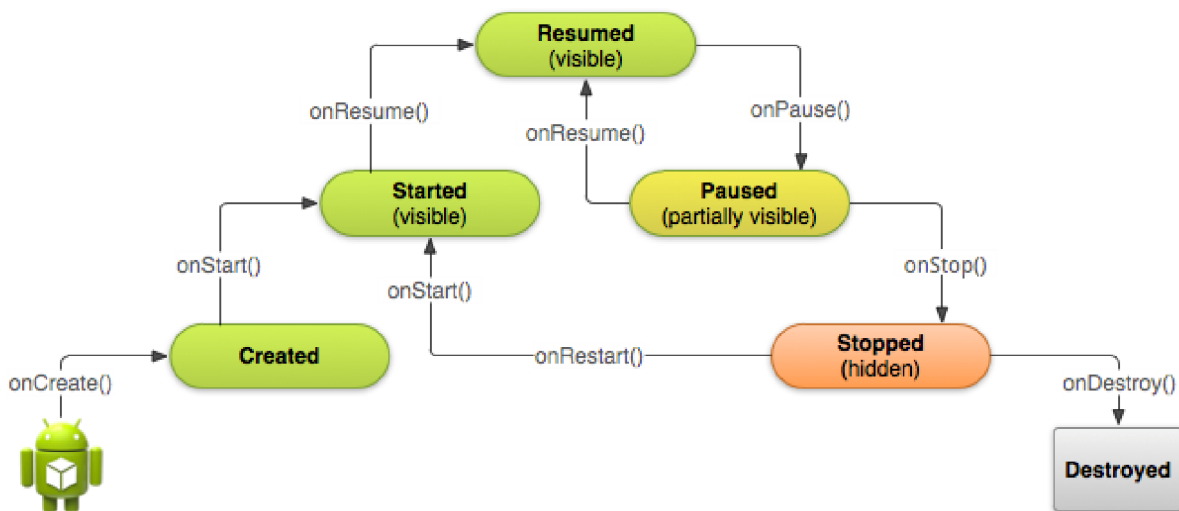 Resumed
(visible)
onResume()
onResume()
onPause()
Started
(visible)
Paused
(partially visible)
onStart()
onStart()
onStop()
Created
onRestart()
Stopped
(hidden)
onCreate()
onDestroy()
Destroyed